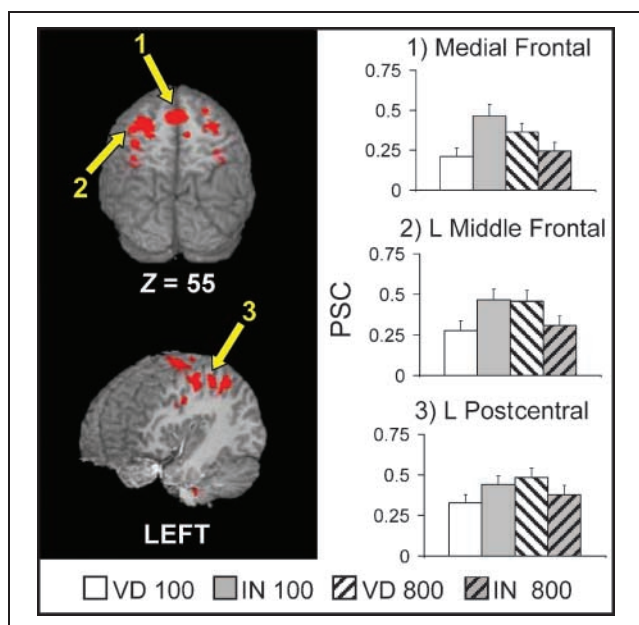 1
2
Z = 55
3
LEFT
1) Medial Frontal
0.75
0.5
0.25
0
2) L Middle Frontal
0.75
0.5
0.25
0
3) L Postcentral
0.75
0.5
0.25
0
PSC
VD 100 IN 100 VD 800 IN 800